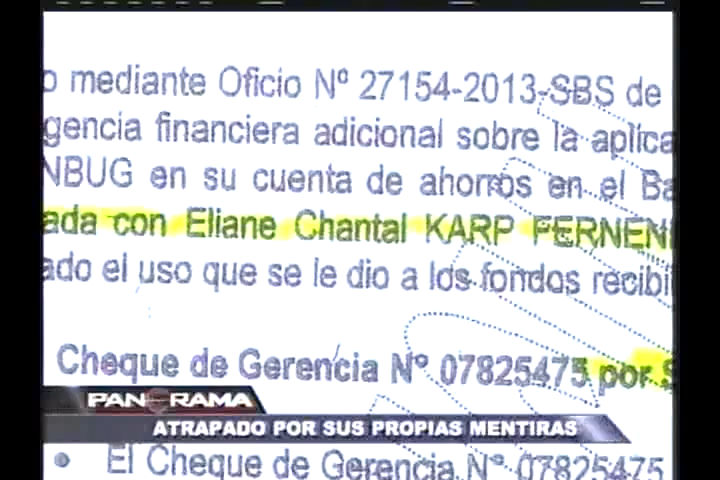 o mediante Oficio Nº 27154-2013-SBS de
gencia financiera adicional sobre la aplica
NBUG en su cuenta de ahorros en el Ba
ada con Eliane Chantal KARP FERNEN
ado el uso que se le dio a los fondos recibi
Cheque de Gerencia Nº 07825475 por S
PANORAMA
ATRAPADO POR SUS PROPIAS MENTIRAS
• El Cheque de Gerencia Nº 07825475